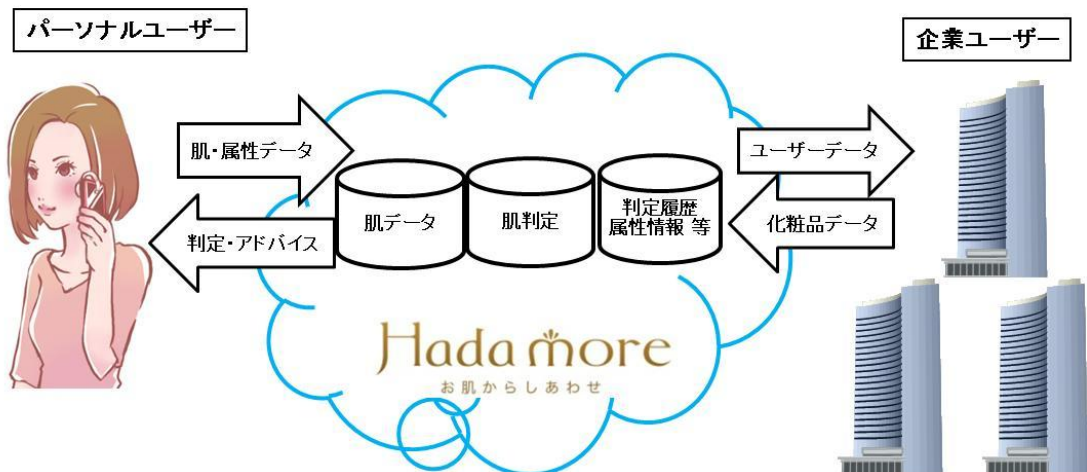 パーソナルユーザー
企業ユーザー
肌・属性データ
ユーザーデータ
肌データ
肌判定
判定履歴
属性情報 等
判定・アドバイス
化粧品データ
Hada more
お肌からしあわせ